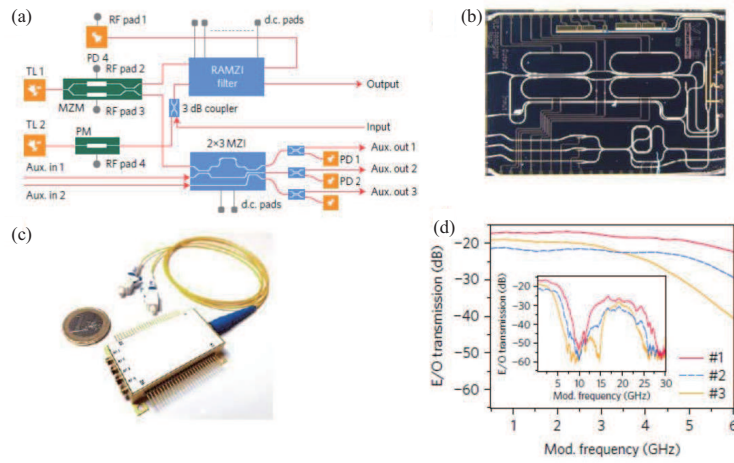 (a)
RF pad 1
d.c. pads
PD 4
RF pad 2
TL 1
RAMZI
filter
Output
MZM
RF pad 3
3 dB coupler
TL 2
PM
Input
RF pad 4
2×3 MZI
Aux. out 1
Aux. in 1
PD 1
Aux. out 2
Aux. in 2
PD 2
Aux. out 3
d.c. pads
(b)
(c)
(d)
E/O transmission (dB)
−20
−30
−40
−50
−60
1
2
3
4
5
6
Mod. frequency (GHz)
E/O transmission (dB)
−20
−30
−40
−50
−60
5
10
15
20
25
30
Mod. frequency (GHz)
#1
#2
#3